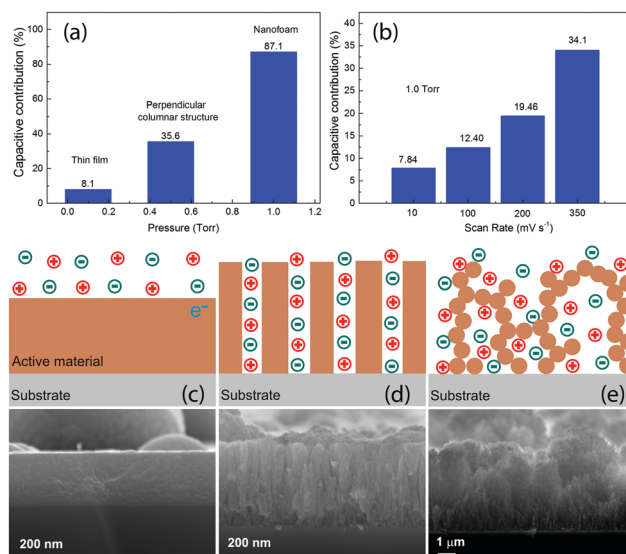 (a)
Capacitive contribution (%)
100
80
60
40
20
0
Thin film
8.1
Perpendicular
columnar structure
35.6
Nanofoam
87.1
0.0 0.2 0.4 0.6 0.8 1.0 1.2
Pressure (Torr)
(b)
Capacitive contribution (%)
40
35
30
25
20
15
10
5
0
1.0 Torr
7.84
12.40
19.46
34.1
10 100 200 350
Scan Rate (mV s⁻¹)
e⁻
Active material
Substrate (c)
Substrate (d)
Substrate (e)
200 nm
200 nm
1 µm